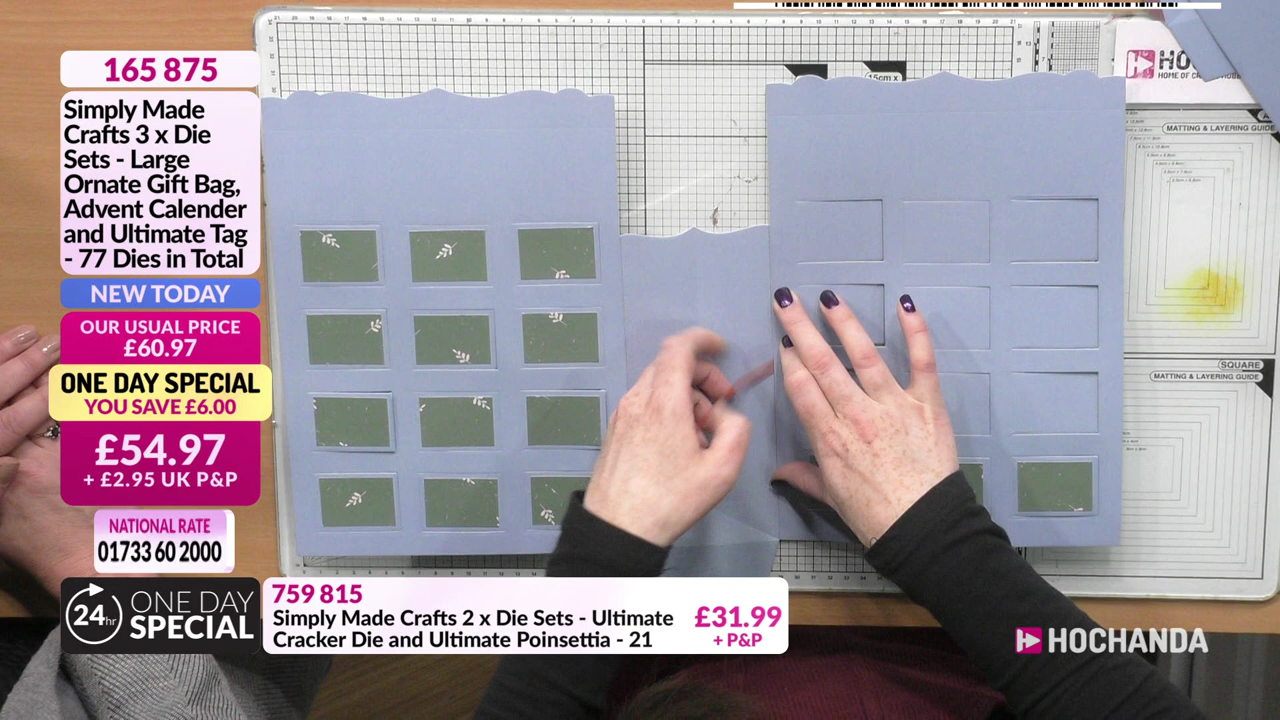 165 875
Simply Made
Crafts 3 x Die
Sets - Large
Ornate Gift Bag,
Advent Calender
and Ultimate Tag
- 77 Dies in Total
NEW TODAY
OUR USUAL PRICE
£60.97
ONE DAY SPECIAL
YOU SAVE £6.00
£54.97
+ £2.95 UK P&P
NATIONAL RATE
01733 60 2000
24hr
ONE DAY
SPECIAL
759 815
Simply Made Crafts 2 x Die Sets - Ultimate
Cracker Die and Ultimate Poinsettia - 21
£31.99
+ P&P
HOCHANDA
15cm x
MATTING & LAYERING GUIDE
SQUARE
MATTING & LAYERING GUIDE